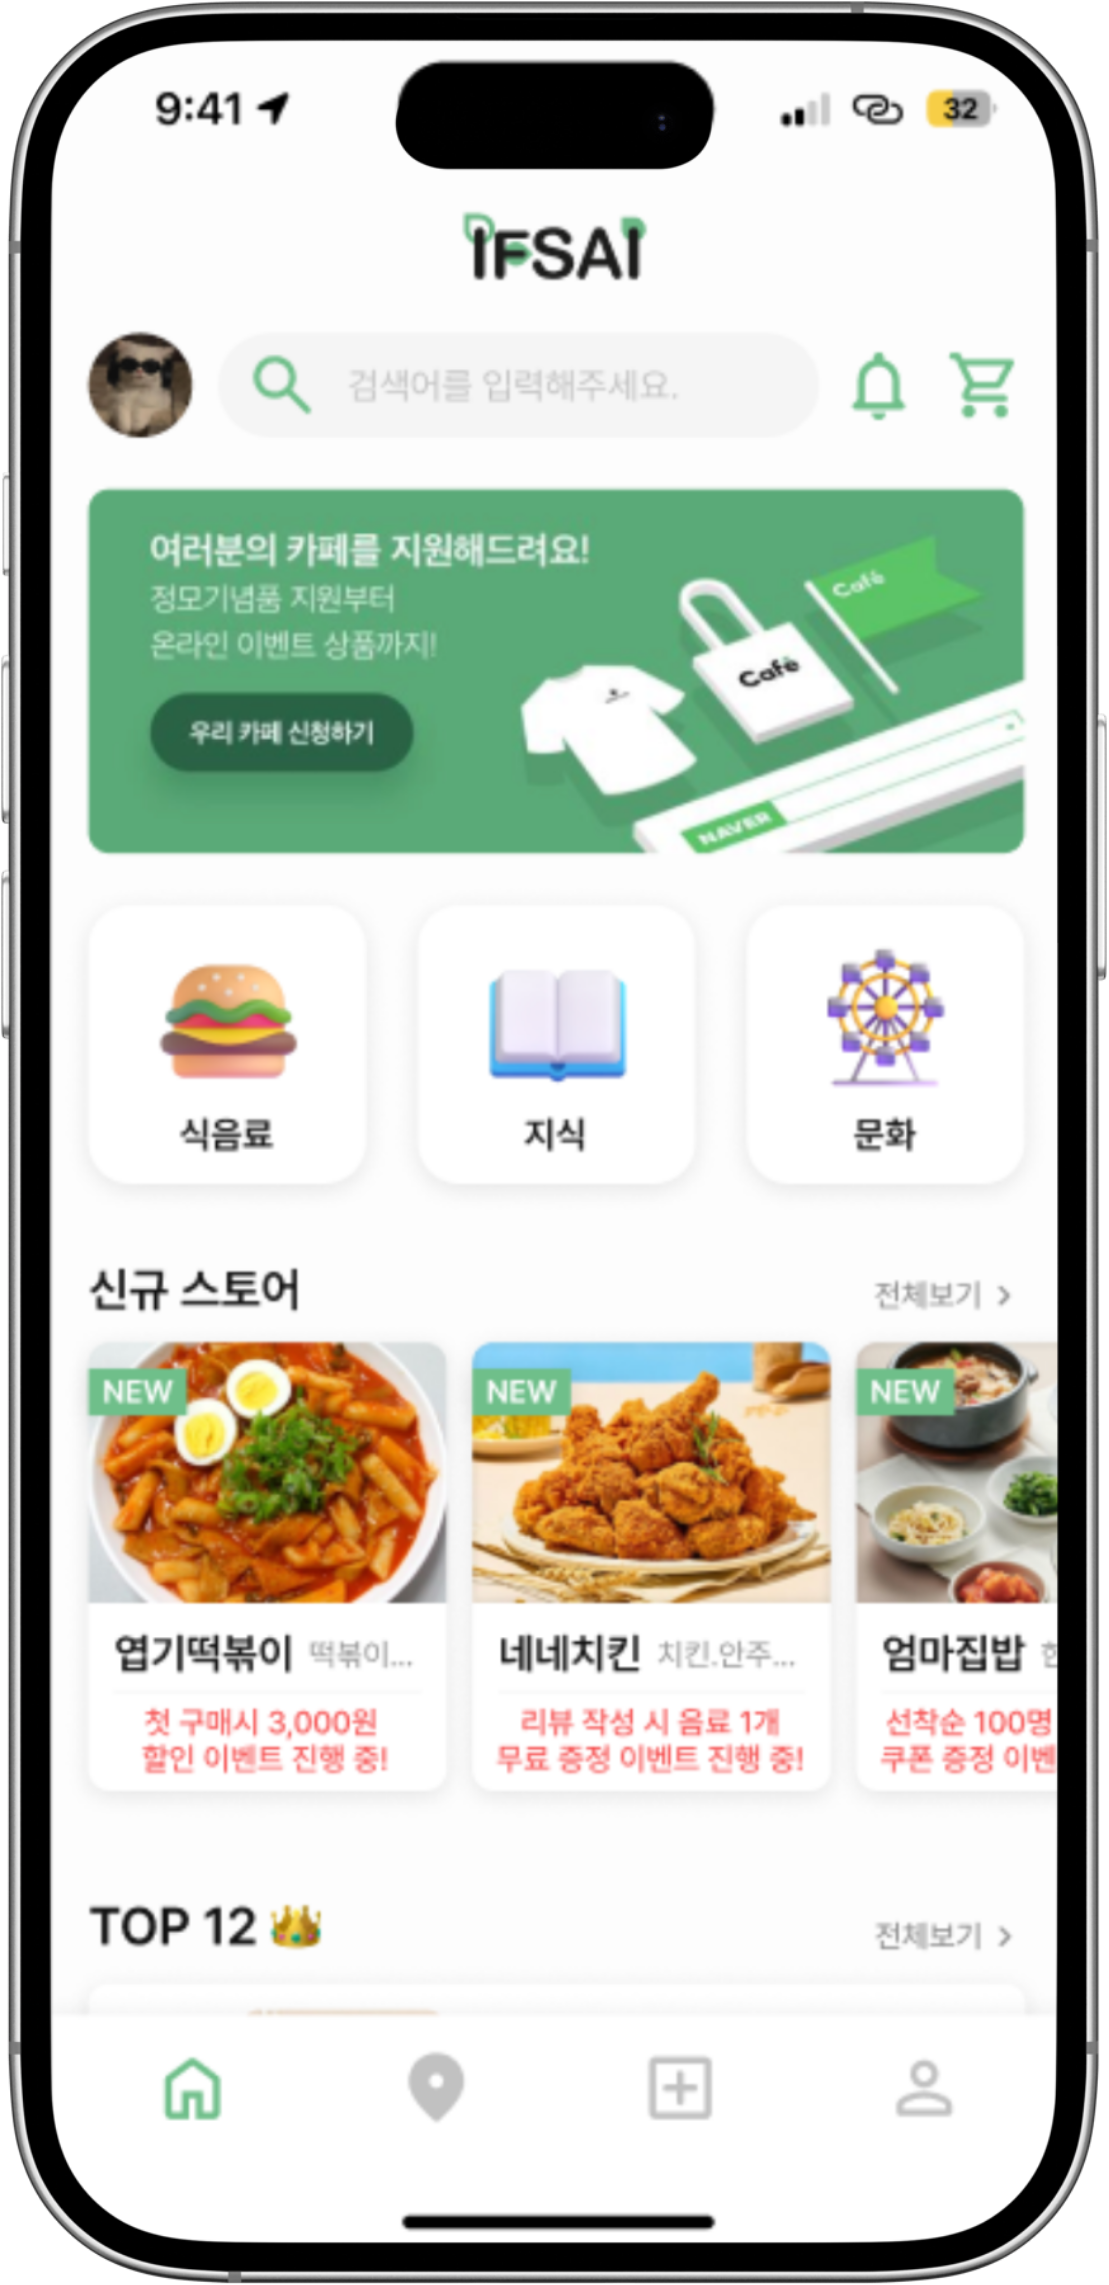 9:41
32
IFSAI
검색어를 입력해주세요.
여러분의 카페를 지원해드려요!
정모기념품 지원부터
온라인 이벤트 상품까지!
우리 카페 신청하기
Café
Café
NAVER
식음료
지식
문화
신규 스토어
전체보기 >
NEW
NEW
NEW
엽기떡볶이 떡볶이...
첫 구매시 3,000원
할인 이벤트 진행 중!
네네치킨 치킨.안주...
리뷰 작성 시 음료 1개
무료 증정 이벤트 진행 중!
엄마집밥
선착순 100명
쿠폰 증정 이벤
TOP 12 👑
전체보기 >